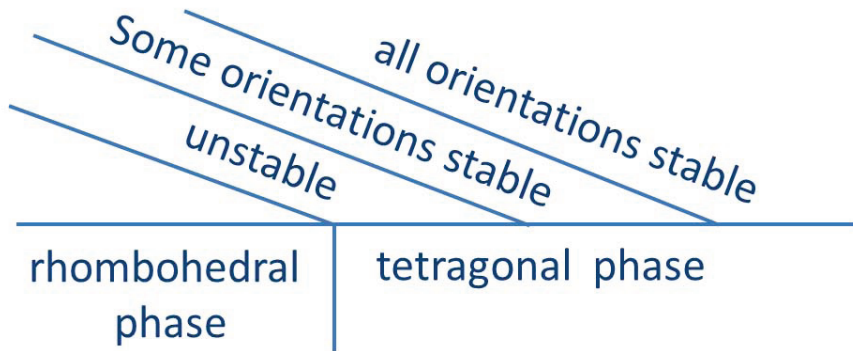 all orientations stable
Some orientations stable
unstable
rhombohedral
phase
tetragonal phase